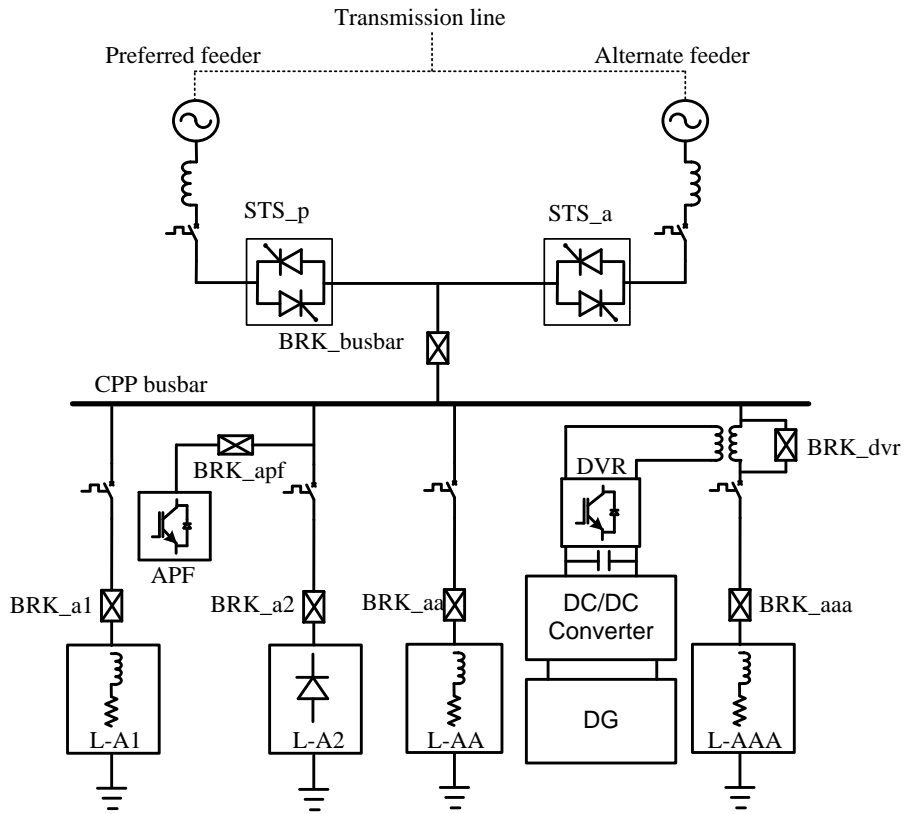 Transmission line
Preferred feeder
Alternate feeder
STS_p
STS_a
BRK_busbar
CPP busbar
BRK_apf
DVR
BRK_dvr
APF
BRK_a1
BRK_a2
BRK_aa
DC/DC
Converter
BRK_aaa
L-A1
L-A2
L-AA
DG
L-AAA